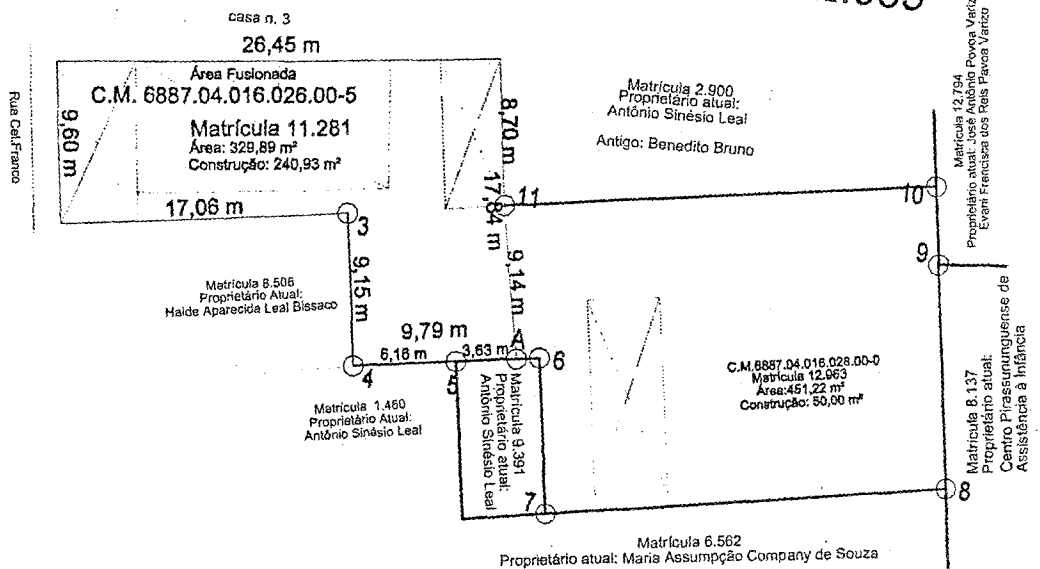 casa n. 3
26,45 m
Rua Cel.Franco
Área Fusionada
C.M. 6887.04.016.026.00-5
Matrícula 11.281
Área: 329,89 m²
Construção: 240,93 m²
9,60 m
8,70 m
17,84 m
17,06 m
Matrícula 2.900
Proprietário atual:
Antônio Sinésio Leal
Antigo: Benedito Bruno
Matrícula 12.794
Proprietário atual: José Antônio Povoa Varizo
Evani Francisca dos Reis Pavoa Varizo
11
10
9
3
9,15 m
9,14 m
Matrícula 8.506
Proprietário Atual:
Haide Aparecida Leal Bissaco
9,79 m
6,16 m
3,63 m
A
6
4
5
Matrícula 1.460
Proprietário Atual:
Antônio Sinésio Leal
Matrícula 9.391
Proprietário atual:
Antônio Sinésio Leal
C.M.6887.04.016.028.00-0
Matrícula 12.963
Área:451,22 m²
Construção: 50,00 m²
Matrícula 8.137
Proprietário atual:
Centro Pirassununguense de
Assistência à Infância
7
8
Matrícula 6.562
Proprietário atual: Maria Assumpção Company de Souza